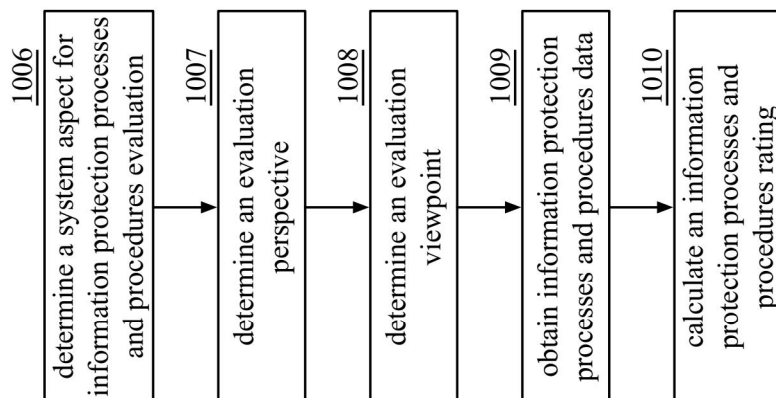 1006
determine a system aspect for
information protection processes
and procedures evaluation
1007
determine an evaluation
perspective
1008
determine an evaluation
viewpoint
1009
obtain information protection
processes and procedures data
1010
calculate an information
protection processes and
procedures rating